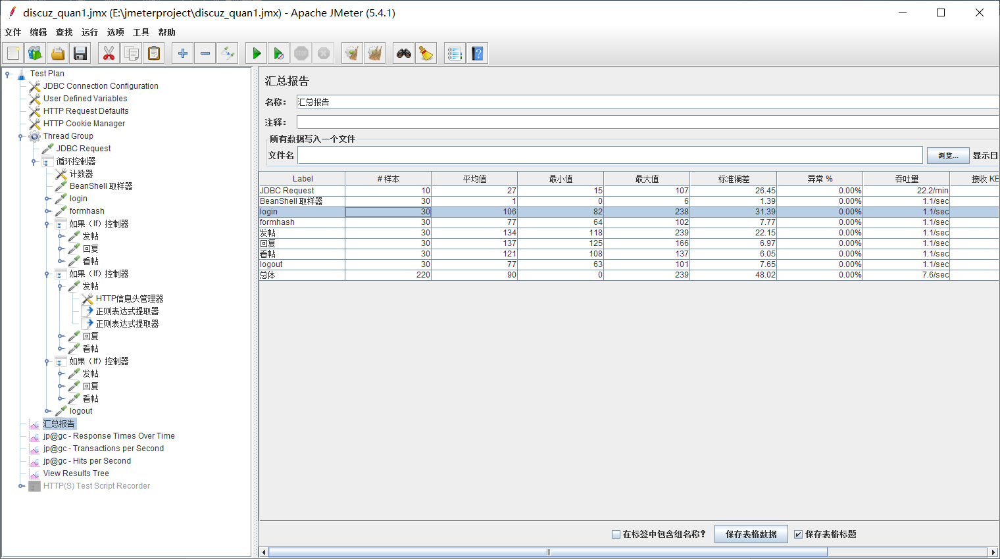 discuz_quan1.jmx (E:\jmeterproject\discuz_quan1.jmx) - Apache JMeter (5.4.1)
文件 编辑 查找 运行 选项 工具 帮助
STOP
Test Plan
JDBC Connection Configuration
User Defined Variables
HTTP Request Defaults
HTTP Cookie Manager
Thread Group
JDBC Request
循环控制器
计数器
BeanShell 取样器
login
formhash
如果（If）控制器
发帖
回复
看帖
如果（If）控制器
发帖
HTTP信息头管理器
正则表达式提取器
正则表达式提取器
回复
看帖
如果（If）控制器
发帖
回复
看帖
logout
汇总报告
jp@gc - Response Times Over Time
jp@gc - Transactions per Second
jp@gc - Hits per Second
View Results Tree
HTTP(S) Test Script Recorder
汇总报告
名称： 汇总报告
注释：
所有数据写入一个文件
文件名 浏览... 显示日
Label # 样本 平均值 最小值 最大值 标准偏差 异常 % 吞吐量 接收 KE
JDBC Request 10 27 15 107 26.45 0.00% 22.2/min
BeanShell 取样器 30 1 0 6 1.39 0.00% 1.1/sec
login 30 106 82 238 31.39 0.00% 1.1/sec
formhash 30 77 64 102 7.77 0.00% 1.1/sec
发帖 30 134 118 239 22.15 0.00% 1.1/sec
回复 30 137 125 166 6.97 0.00% 1.1/sec
看帖 30 121 108 137 6.05 0.00% 1.1/sec
logout 30 77 63 101 7.65 0.00% 1.1/sec
总体 220 90 0 239 48.02 0.00% 7.6/sec
在标签中包含组名称？ 保存表格数据 保存表格标题